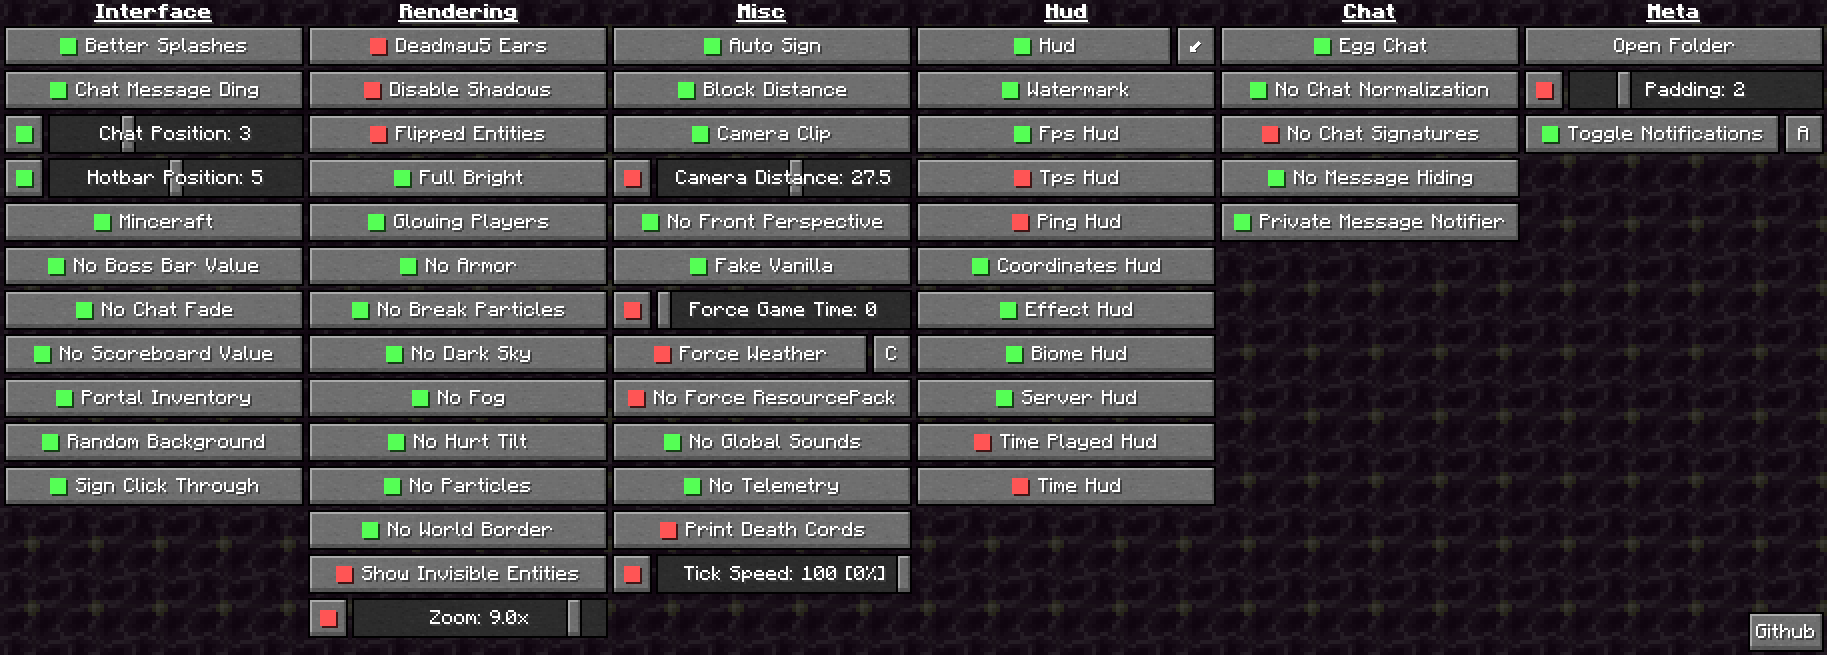 Interface
Better Splashes
Chat Message Ding
Chat Position: 3
Hotbar Position: 5
Minceraft
No Boss Bar Value
No Chat Fade
No Scoreboard Value
Portal Inventory
Random Background
Sign Click Through
Rendering
Deadmau5 Ears
Disable Shadows
Flipped Entities
Full Bright
Glowing Players
No Armor
No Break Particles
No Dark Sky
No Fog
No Hurt Tilt
No Particles
No World Border
Show Invisible Entities
Zoom: 9.0x
Misc
Auto Sign
Block Distance
Camera Clip
Camera Distance: 27.5
No Front Perspective
Fake Vanilla
Force Game Time: 0
Force Weather C
No Force ResourcePack
No Global Sounds
No Telemetry
Print Death Cords
Tick Speed: 100 [0%]
Hud
Hud
Watermark
Fps Hud
Tps Hud
Ping Hud
Coordinates Hud
Effect Hud
Biome Hud
Server Hud
Time Played Hud
Time Hud
Chat
Egg Chat
No Chat Normalization
No Chat Signatures
No Message Hiding
Private Message Notifier
Meta
Open Folder
Padding: 2
Toggle Notifications A
Github